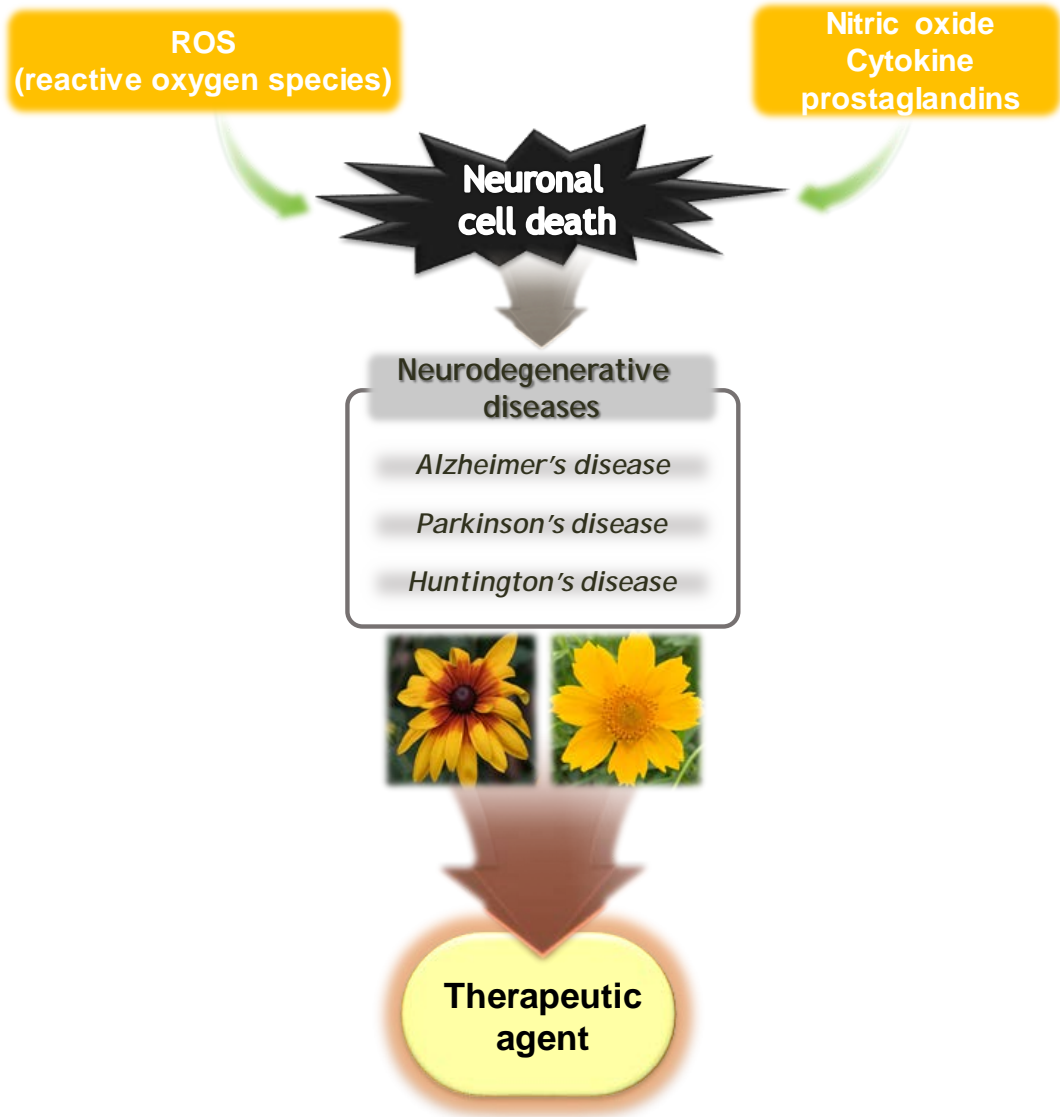 ROS
(reactive oxygen species)
Nitric oxide
Cytokine
prostaglandins
Neuronal
cell death
Neurodegenerative
diseases
Alzheimer's disease
Parkinson's disease
Huntington's disease
Therapeutic
agent